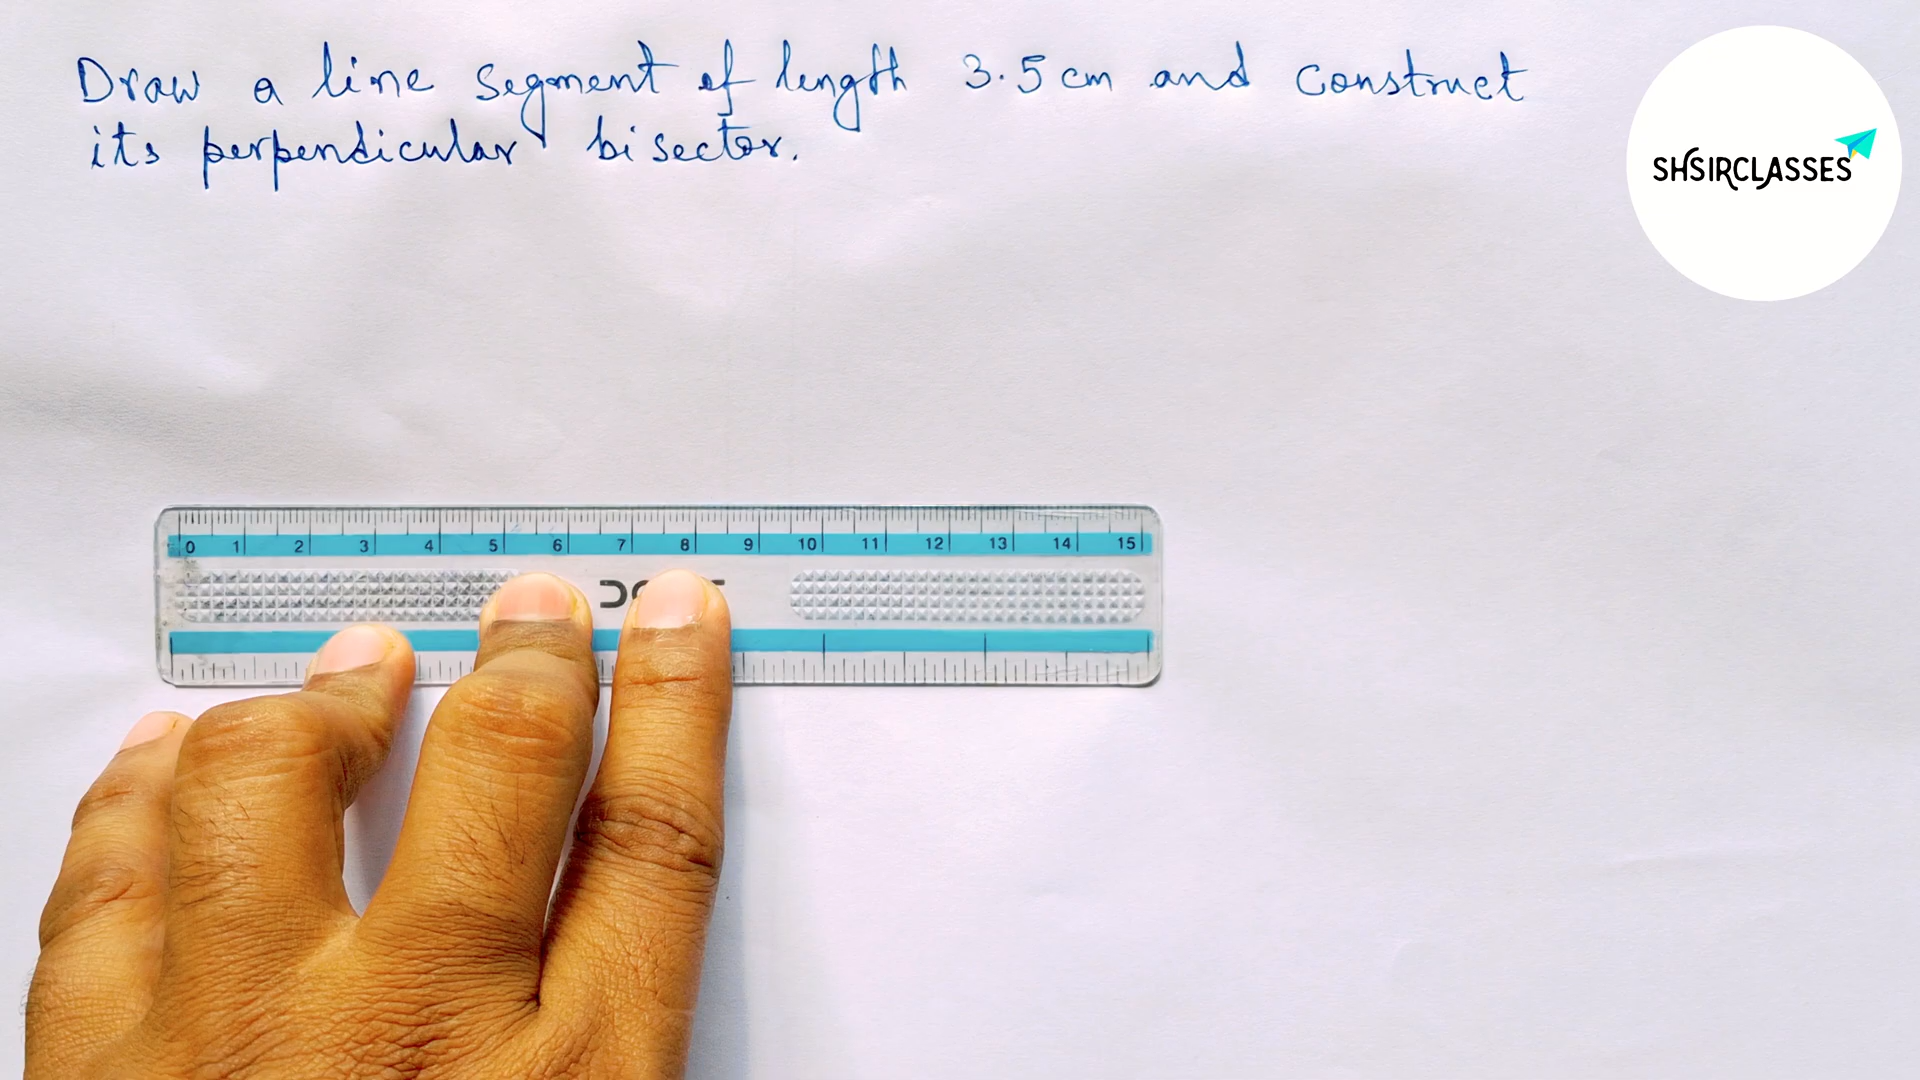 Draw a line segment of length 3.5 cm and construct
its perpendicular bisector.
SHSIRCLASSES
0 1 2 3 4 5 6 7 8 9 10 11 12 13 14 15